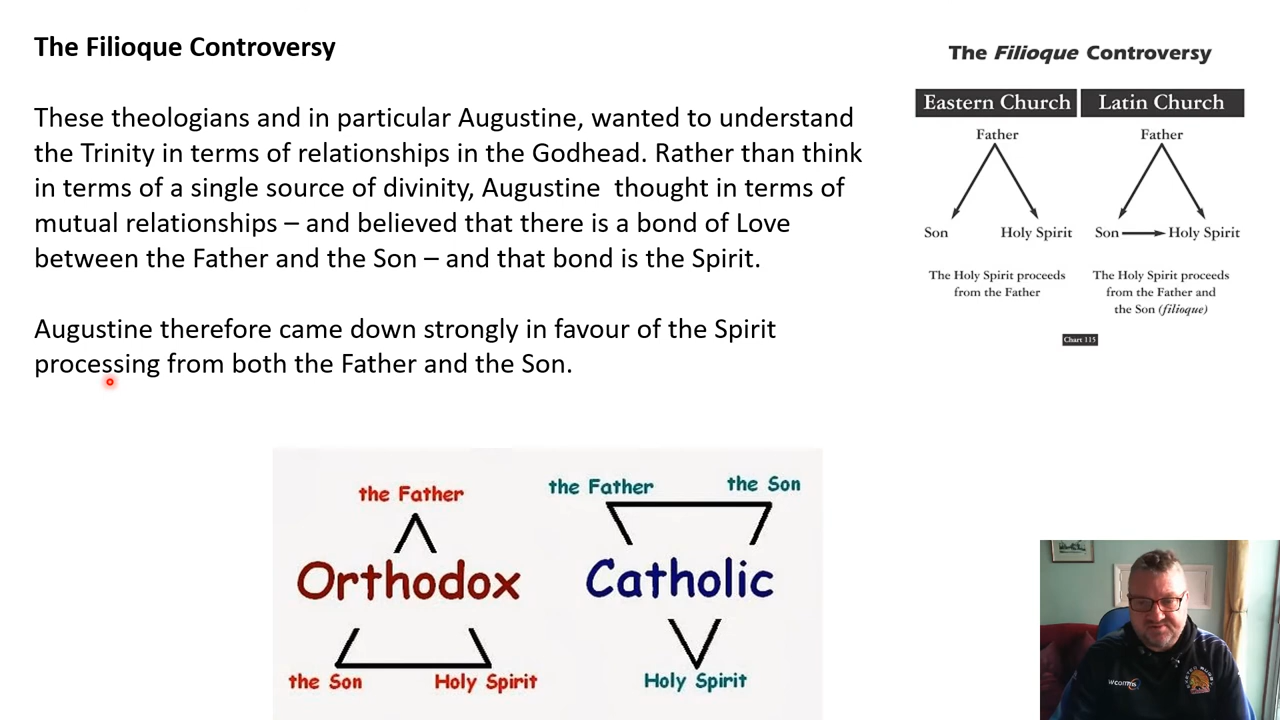 The Filioque Controversy
These theologians and in particular Augustine, wanted to understand
the Trinity in terms of relationships in the Godhead. Rather than think
in terms of a single source of divinity, Augustine  thought in terms of
mutual relationships – and believed that there is a bond of Love
between the Father and the Son – and that bond is the Spirit.
Augustine therefore came down strongly in favour of the Spirit
processing from both the Father and the Son.
The Filioque Controversy
Eastern Church
Latin Church
Father
Father
Son
Holy Spirit
Son
Holy Spirit
The Holy Spirit proceeds
from the Father
The Holy Spirit proceeds
from the Father and
the Son (filioque)
Chart 115
the Father
Orthodox
the Son
Holy Spirit
the Father
the Son
Catholic
Holy Spirit